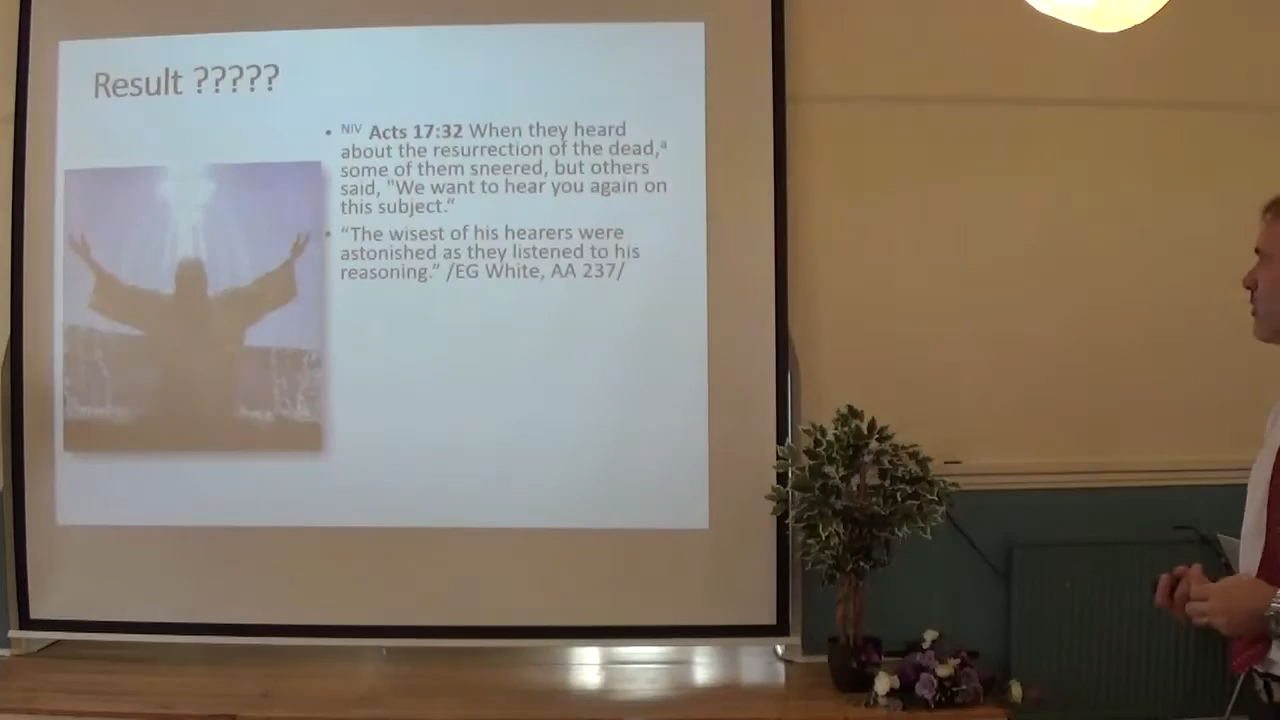 Result ?????
• NIV Acts 17:32 When they heard
about the resurrection of the dead,ª
some of them sneered, but others
said, "We want to hear you again on
this subject.“
• “The wisest of his hearers were
astonished as they listened to his
reasoning.” /EG White, AA 237/